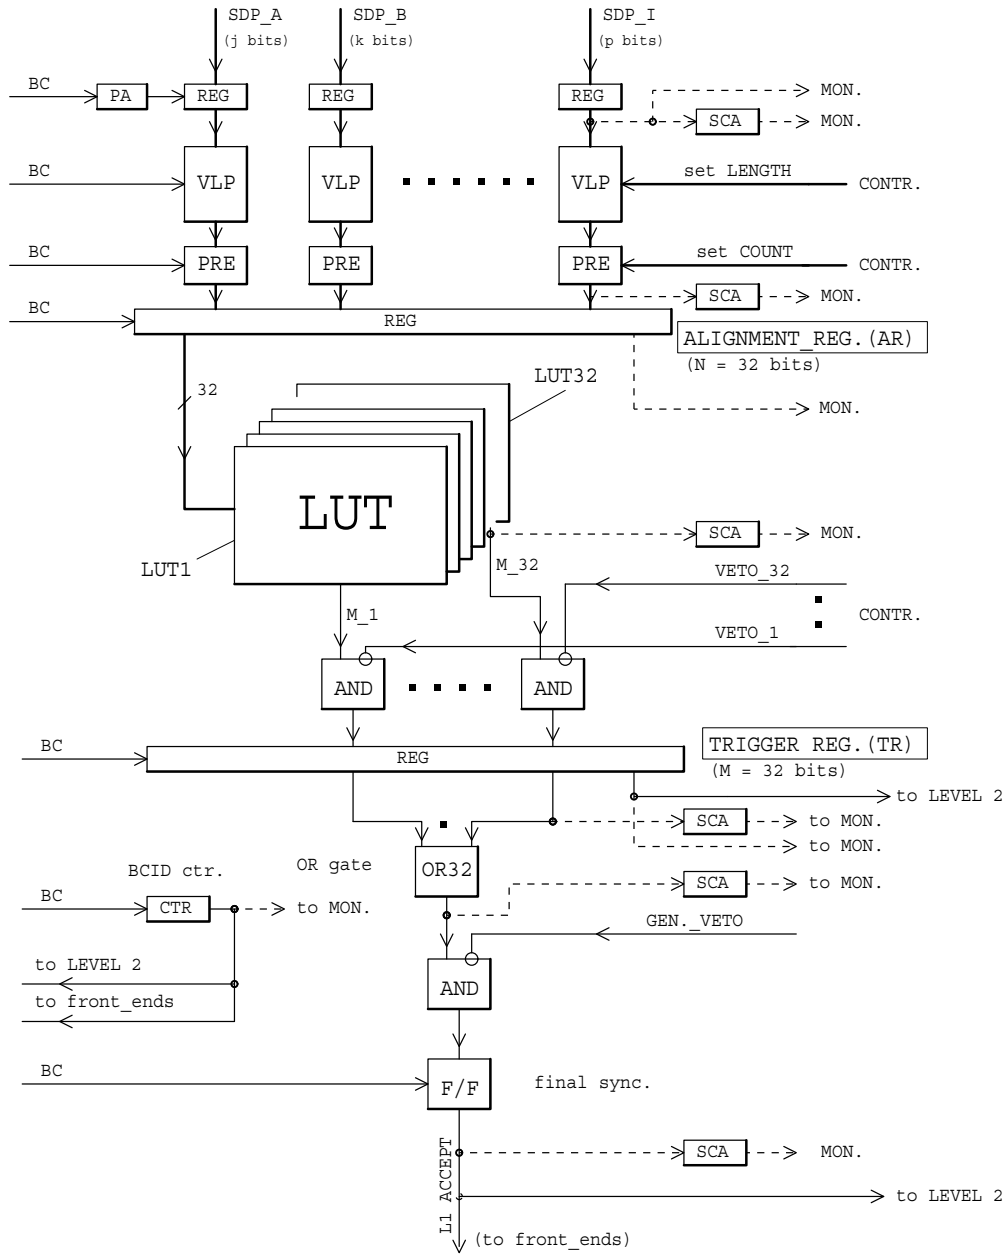 SDP_A SDP_B SDP_I
(j bits) (k bits) (p bits)
BC PA REG REG REG MON.
SCA MON.
BC VLP VLP VLP set LENGTH CONTR.
BC PRE PRE PRE set COUNT CONTR.
SCA MON.
BC REG
ALIGNMENT_REG.(AR)
(N = 32 bits)
LUT32
32
MON.
LUT
SCA MON.
LUT1
M_32
VETO_32
M_1
CONTR.
VETO_1
AND AND
BC REG TRIGGER REG.(TR)
(M = 32 bits)
to LEVEL 2
SCA to MON.
to MON.
BCID ctr. OR gate OR32
SCA to MON.
BC CTR to MON.
GEN._VETO
to LEVEL 2
AND
to front_ends
BC F/F final sync.
SCA MON.
L1 ACCEPT
to LEVEL 2
(to front_ends)